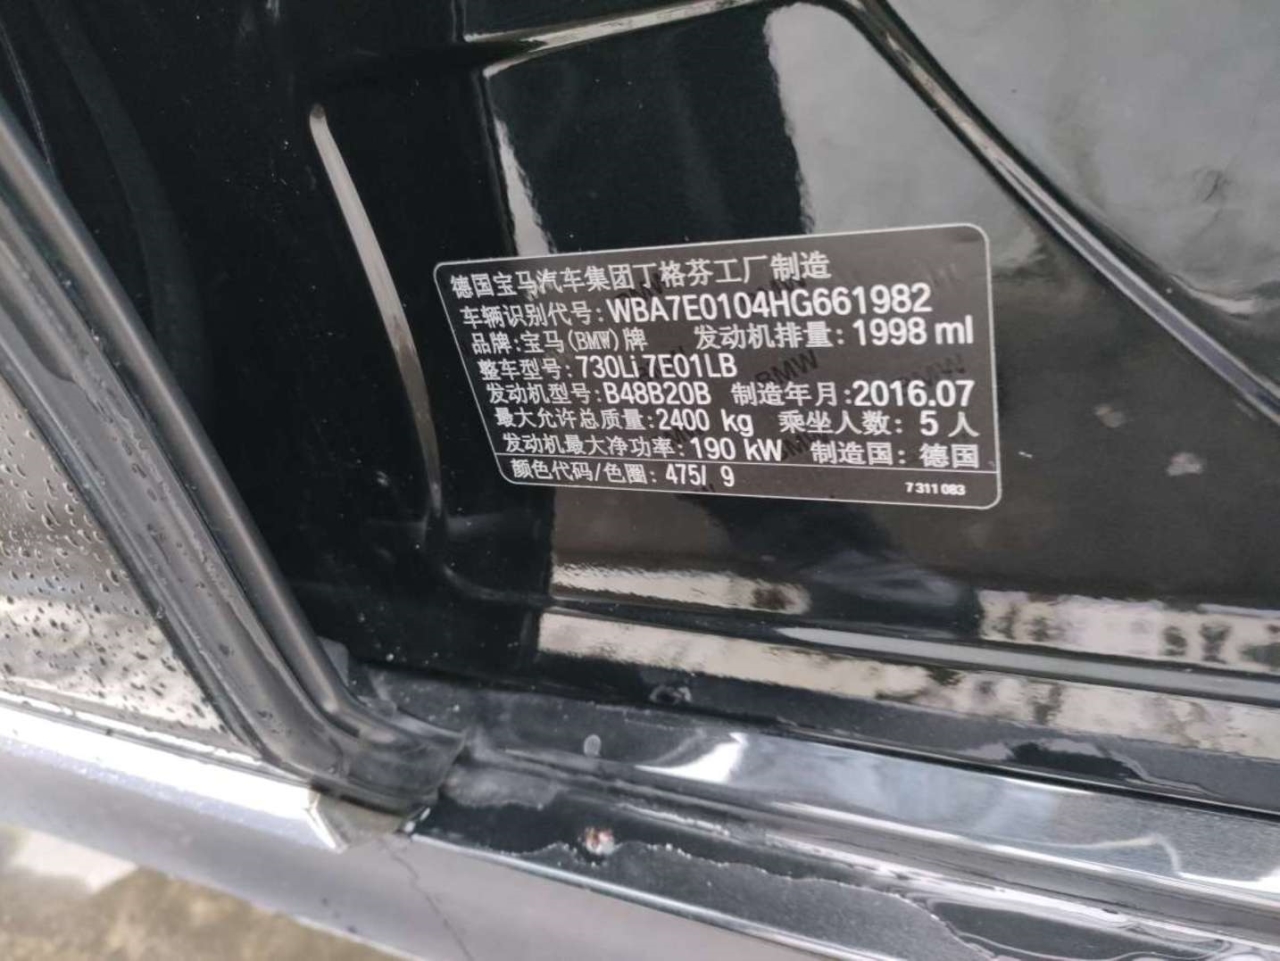 德国宝马汽车集团丁格芬工厂制造
车辆识别代号: WBA7E0104HG661982
品牌: 宝马(BMW)牌 发动机排量: 1998 ml
整车型号: 730Li 7E01LB
发动机型号: B48B20B 制造年月: 2016.07
最大允许总质量: 2400 kg 乘坐人数: 5 人
发动机最大净功率: 190 kW 制造国: 德国
颜色代码/色圈: 475/ 9
7 311 083